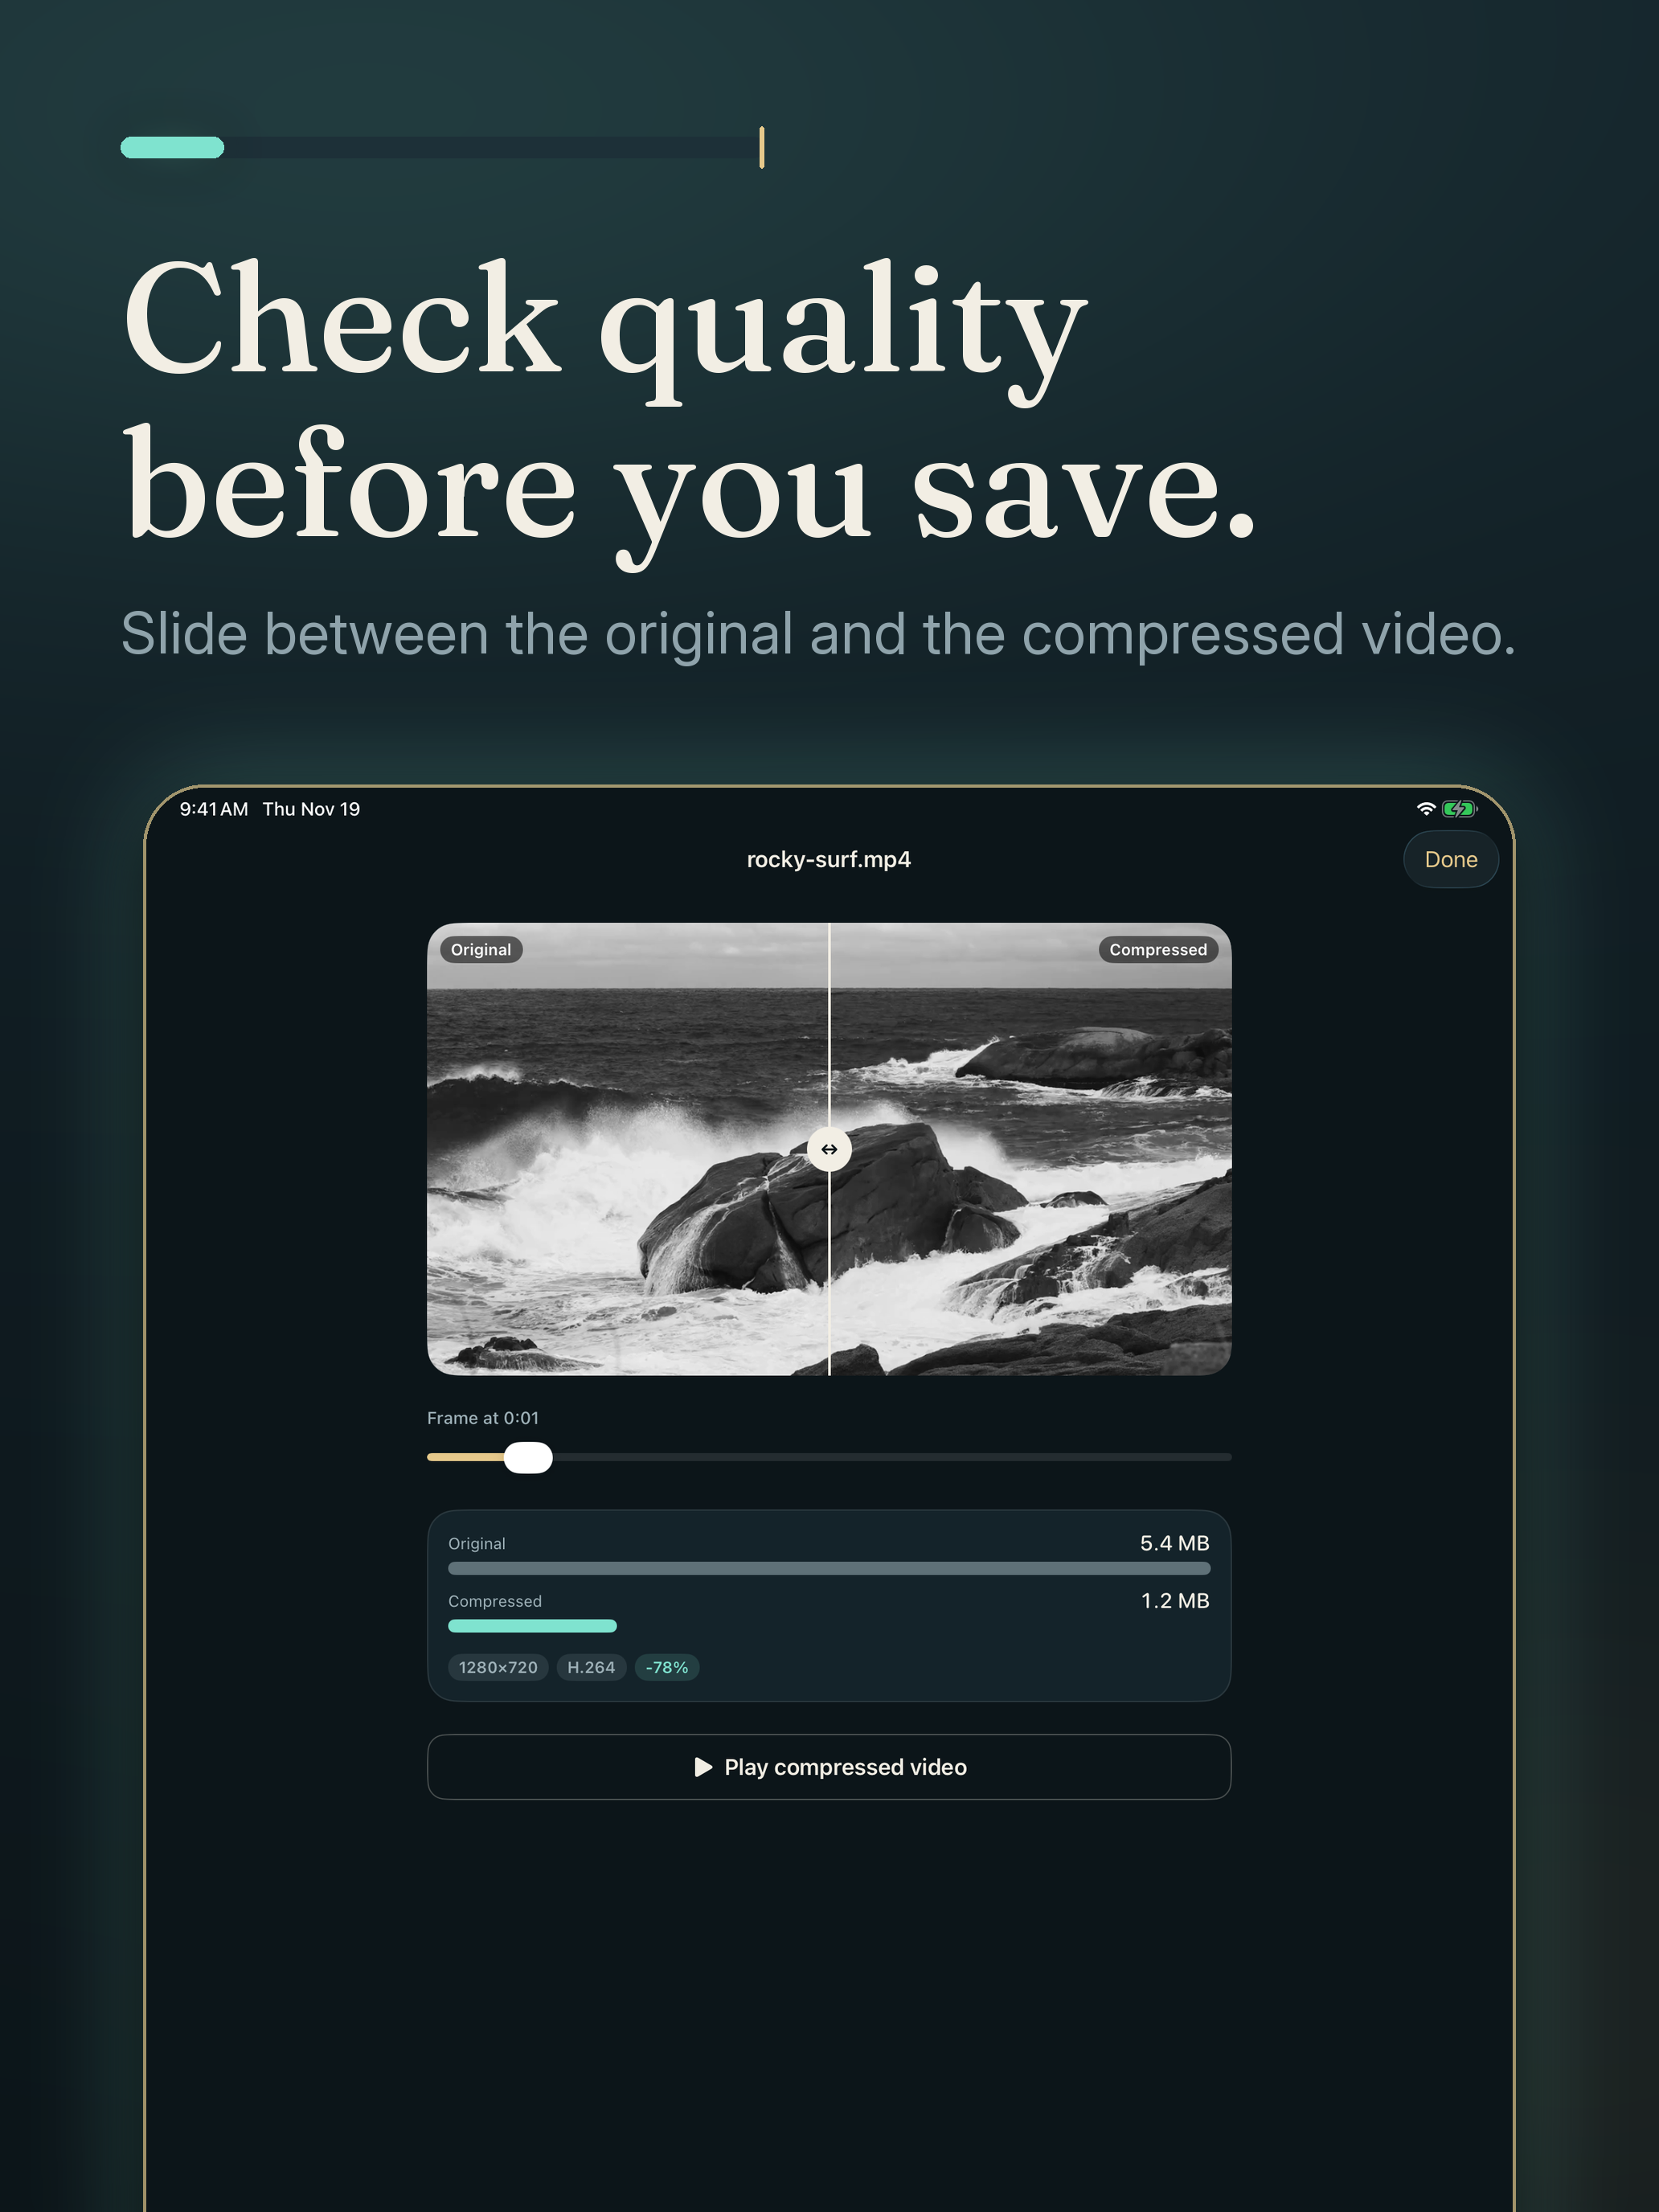 Check quality
before you save.
Slide between the original and the compressed video.
9:41 AM Thu Nov 19
rocky-surf.mp4 Done
Original Compressed
Frame at 0:01
Original 5.4 MB
Compressed 1.2 MB
1280×720 H.264 -78%
Play compressed video